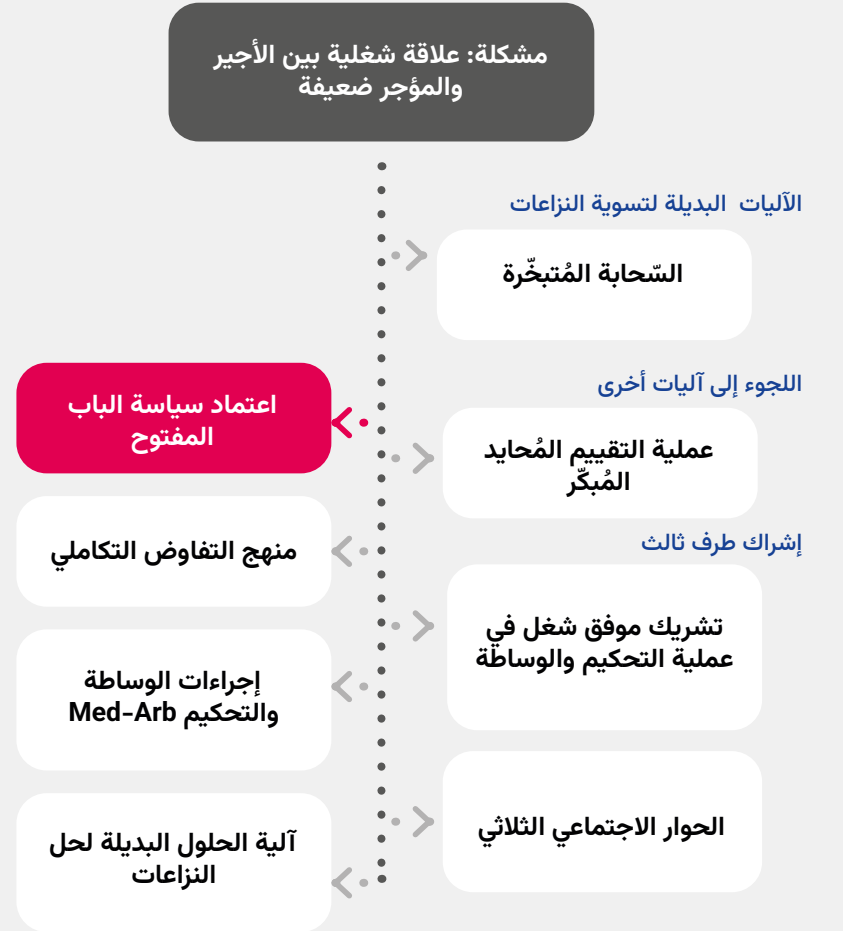 مشكلة: علاقة شغلية بين الأجير
والمؤجر ضعيفة
الآليات البديلة لتسوية النزاعات
السّحابة المُتبخّرة
اللجوء إلى آليات أخرى
اعتماد سياسة الباب
المفتوح
عملية التقييم المُحايد
المُبكّر
إشراك طرف ثالث
منهج التفاوض التكاملي
تشريك موفق شغل في
عملية التحكيم والوساطة
إجراءات الوساطة
والتحكيم Med-Arb
الحوار الاجتماعي الثلاثي
آلية الحلول البديلة لحل
النزاعات